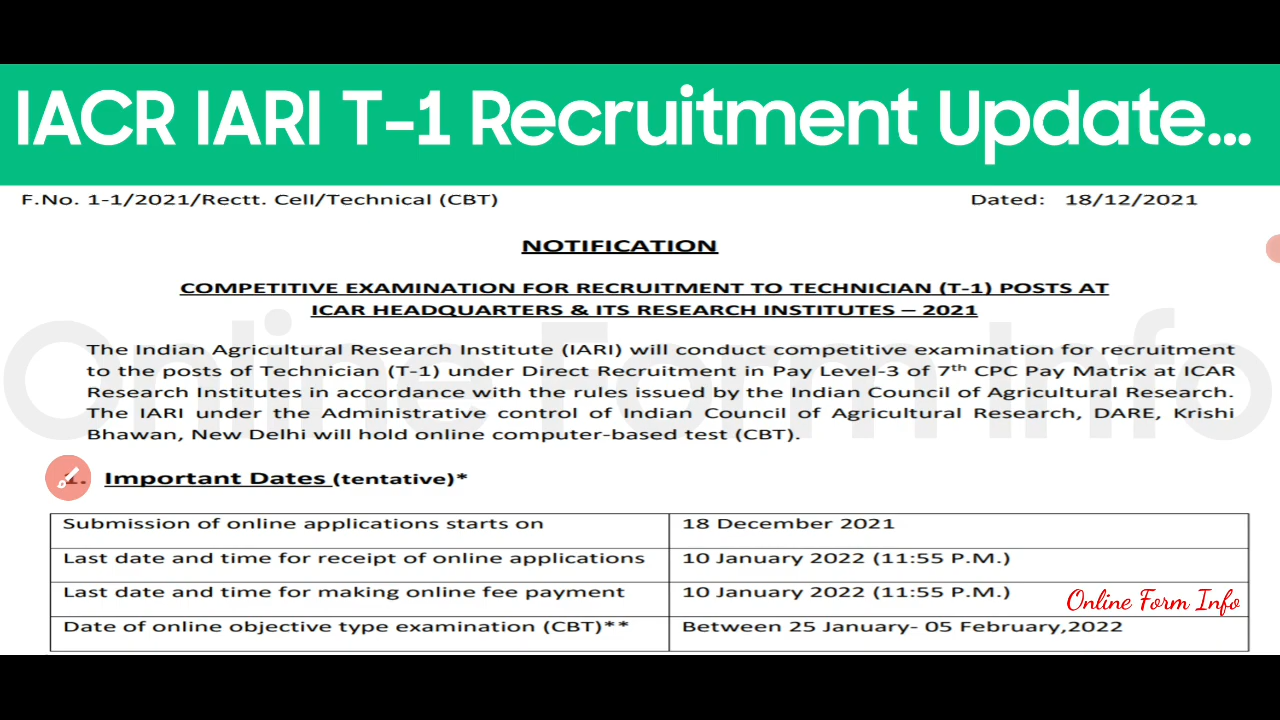 IACR IARI T-1 Recruitment Update...
F.No. 1-1/2021/Rectt. Cell/Technical (CBT) Dated: 18/12/2021
NOTIFICATION
COMPETITIVE EXAMINATION FOR RECRUITMENT TO TECHNICIAN (T-1) POSTS AT
ICAR HEADQUARTERS & ITS RESEARCH INSTITUTES – 2021
The Indian Agricultural Research Institute (IARI) will conduct competitive examination for recruitment
to the posts of Technician (T-1) under Direct Recruitment in Pay Level-3 of 7th CPC Pay Matrix at ICAR
Research Institutes in accordance with the rules issued by the Indian Council of Agricultural Research.
The IARI under the Administrative control of Indian Council of Agricultural Research, DARE, Krishi
Bhawan, New Delhi will hold online computer-based test (CBT).
Online Form Info
1. Important Dates (tentative)*
Submission of online applications starts on 18 December 2021
Last date and time for receipt of online applications 10 January 2022 (11:55 P.M.)
Last date and time for making online fee payment 10 January 2022 (11:55 P.M.)
Online Form Info
Date of online objective type examination (CBT)** Between 25 January- 05 February,2022